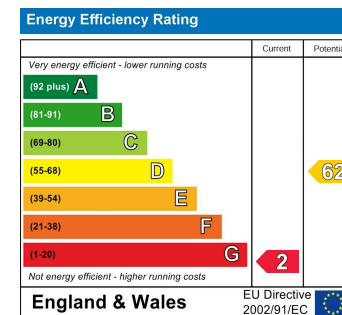 Energy Efficiency Rating
Current
Very energy efficient - lower running costs
(92 plus) A
(81-91) B
(69-80) C
(55-68) D
62
(39-54) E
(21-38) F
(1-20) G
2
Not energy efficient - higher running costs
England & Wales
EU Directive
2002/91/EC